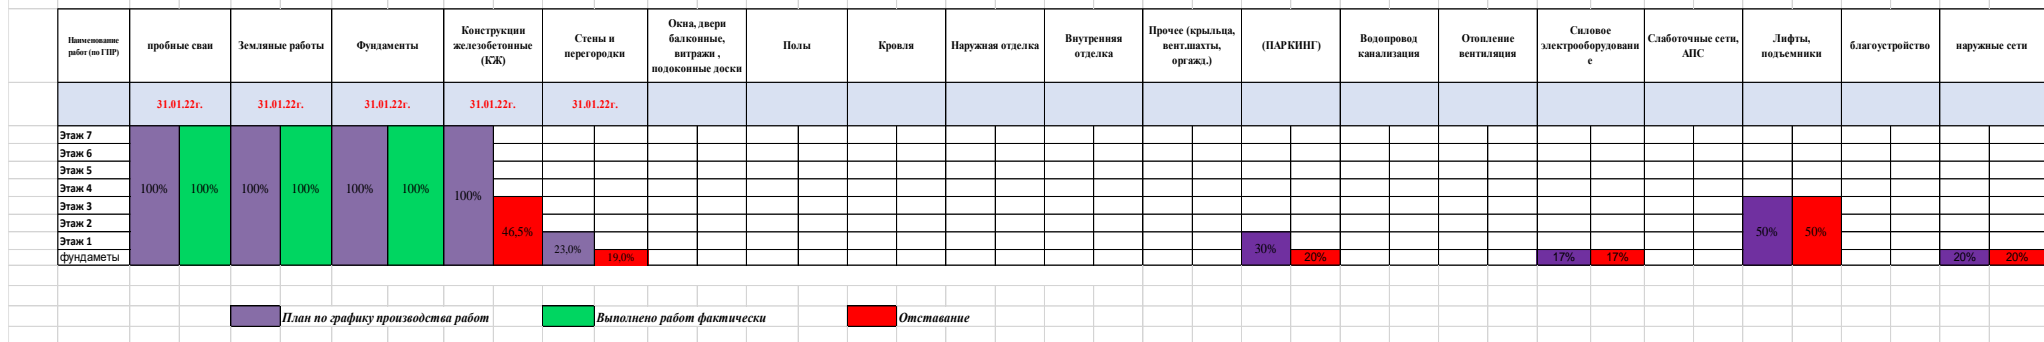 Наименование
работ (по ГПР)
пробные сваи
Земляные работы
Фундаменты
Конструкции
железобетонные
(КЖ)
Стены и
перегородки
Окна, двери
балконные,
витражи ,
подоконные доски
Полы
Кровля
Наружная отделка
Внутренняя
отделка
Прочее (крыльца,
вент.шахты,
оргажд.)
(ПАРКИНГ)
Водопровод
канализация
Отопление
вентиляция
Силовое
электрооборудовани
е
Слаботочные сети,
АПС
Лифты,
подъемники
благоустройство
наружные сети
31.01.22г.
31.01.22г.
31.01.22г.
31.01.22г.
31.01.22г.
Этаж 7
Этаж 6
Этаж 5
Этаж 4
Этаж 3
Этаж 2
Этаж 1
фундаметы
100%
100%
100%
100%
100%
100%
100%
46,5%
23,0%
19,0%
30%
20%
17%
17%
50%
50%
20%
20%
План по графику производства работ
Выполнено работ фактически
Отставание